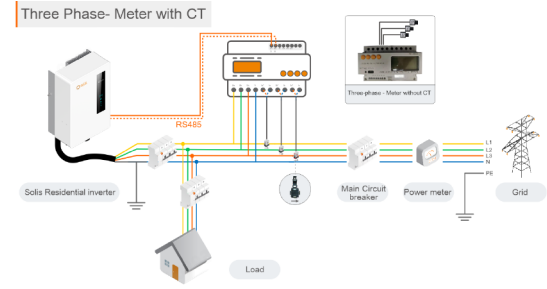 Three Phase- Meter with CT
Three-phase - Meter without CT
RS485
L1
L2
L3
N
PE
Solis Residential inverter
Main Circuit
breaker
Power meter
Grid
Load